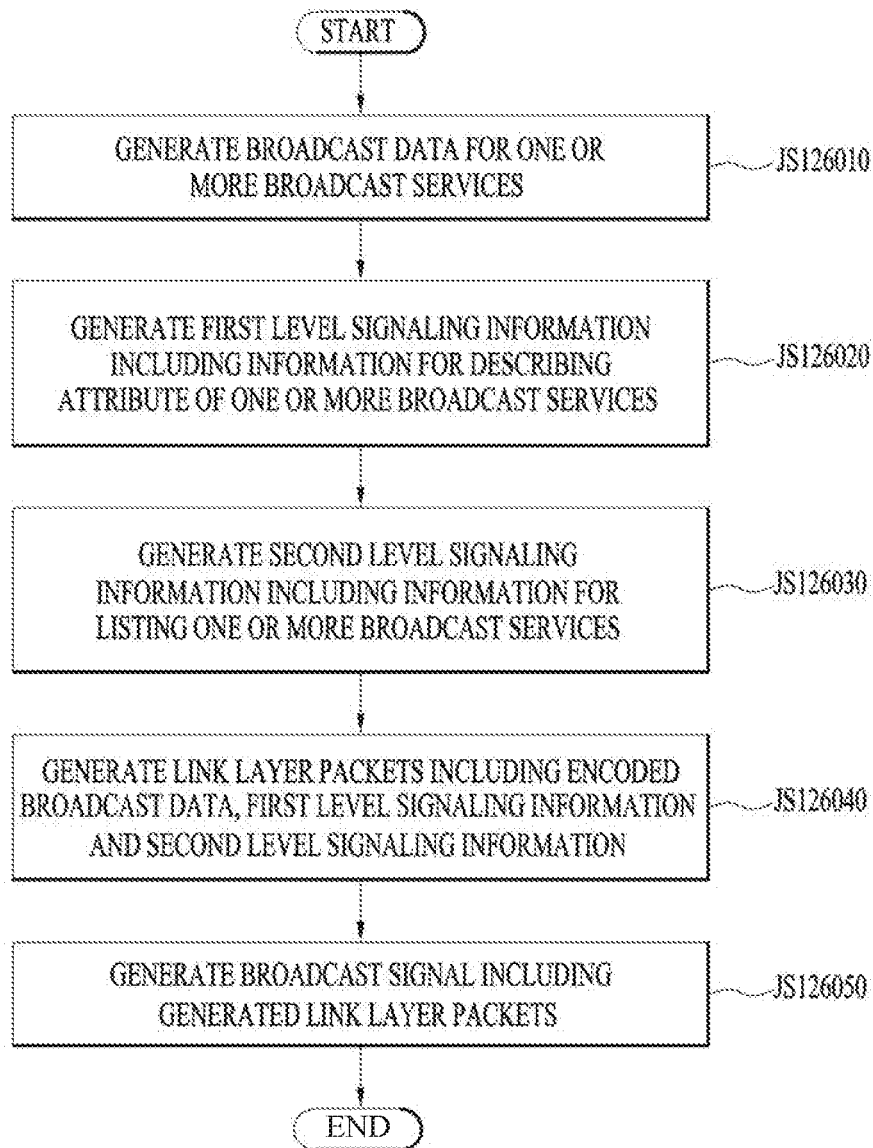 START
GENERATE BROADCAST DATA FOR ONE OR
MORE BROADCAST SERVICES
JS126010
GENERATE FIRST LEVEL SIGNALING INFORMATION
INCLUDING INFORMATION FOR DESCRIBING
ATTRIBUTE OF ONE OR MORE BROADCAST SERVICES
JS126020
GENERATE SECOND LEVEL SIGNALING
INFORMATION INCLUDING INFORMATION FOR
LISTING ONE OR MORE BROADCAST SERVICES
JS126030
GENERATE LINK LAYER PACKETS INCLUDING ENCODED
BROADCAST DATA, FIRST LEVEL SIGNALING INFORMATION
AND SECOND LEVEL SIGNALING INFORMATION
JS126040
GENERATE BROADCAST SIGNAL INCLUDING
GENERATED LINK LAYER PACKETS
JS126050
END